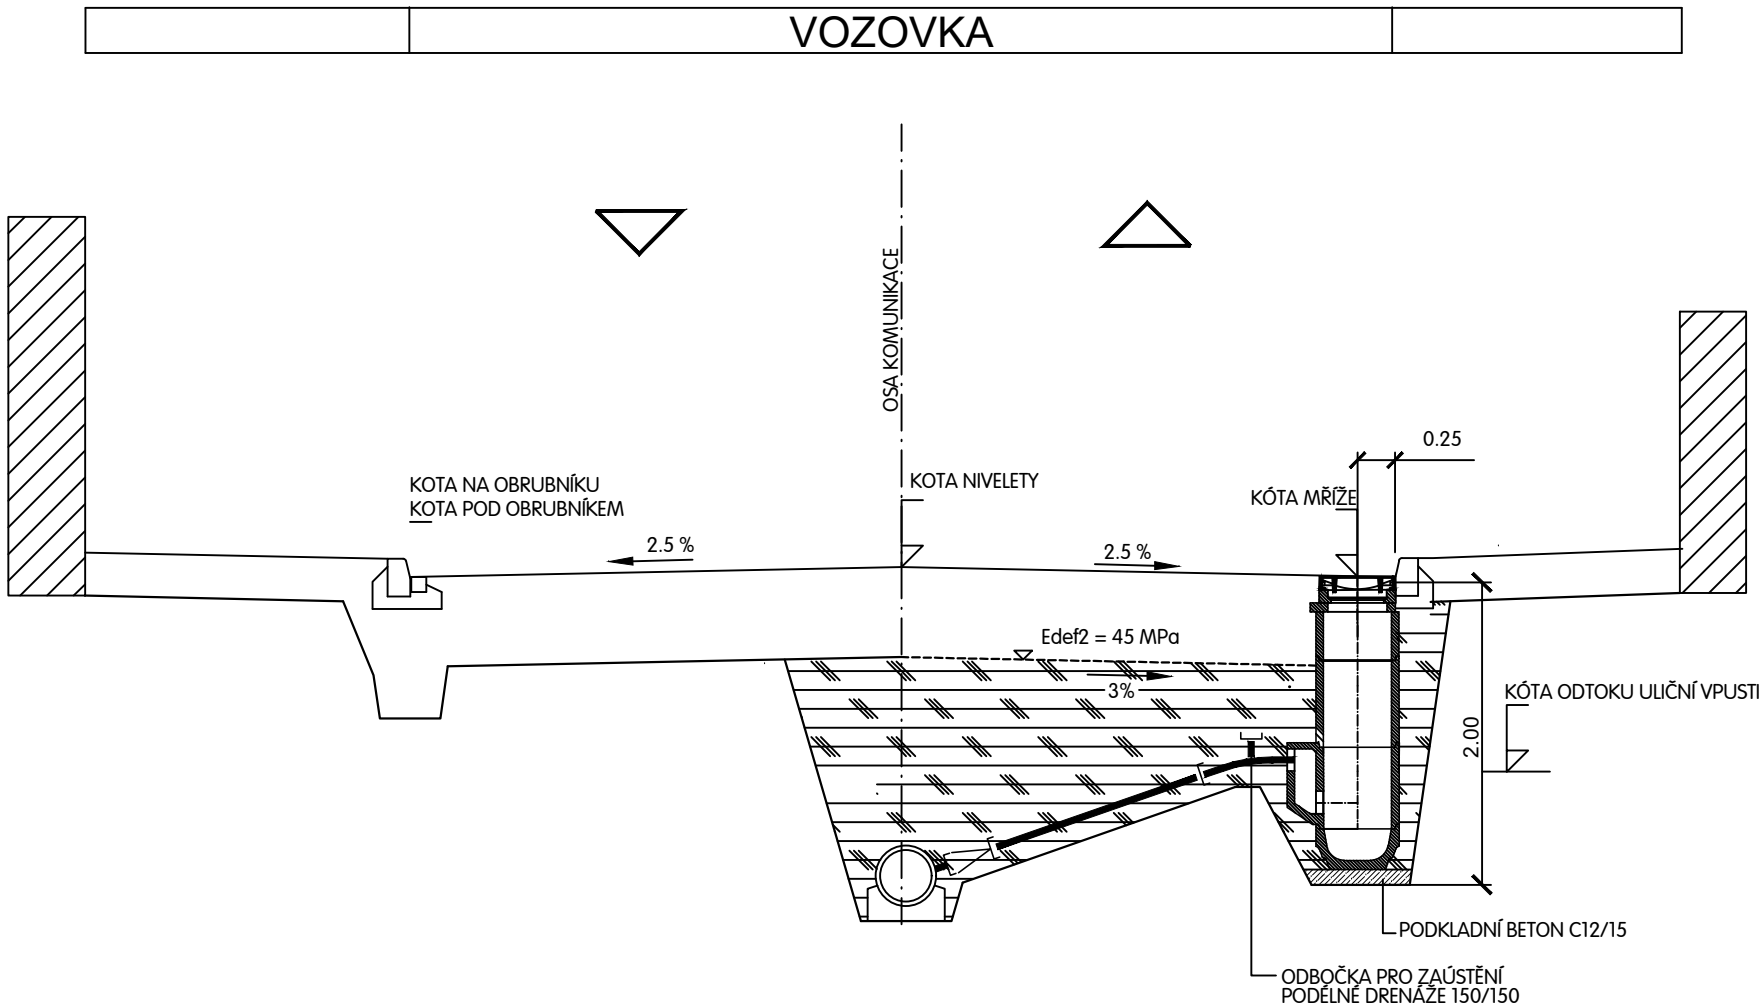 VOZOVKA
OSA KOMUNIKACE
0.25
KOTA NA OBRUBNÍKU
KOTA POD OBRUBNÍKEM
KOTA NIVELETY
KÓTA MŘÍŽE
2.5 %
2.5 %
Edef2 = 45 MPa
3%
KÓTA ODTOKU ULIČNÍ VPUSTI
2.00
PODKLADNÍ BETON C12/15
ODBOČKA PRO ZAÚSTĚNÍ
PODÉLNÉ DRENÁŽE 150/150